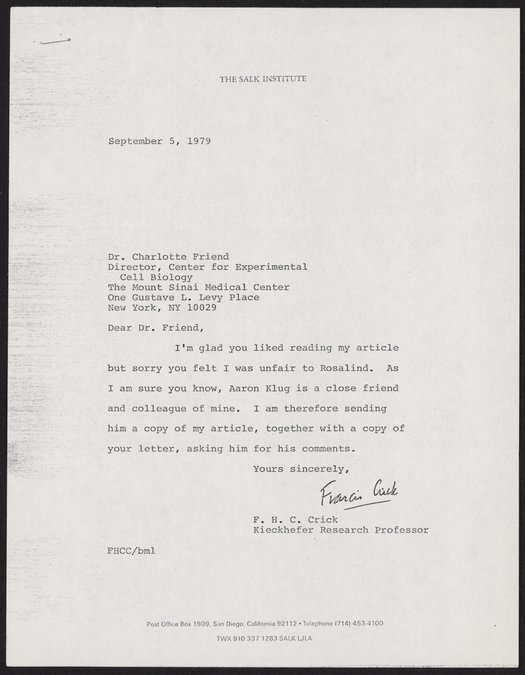 THE SALK INSTITUTE
September 5, 1979
Dr. Charlotte Friend
Director, Center for Experimental
Cell Biology
The Mount Sinai Medical Center
One Gustave L. Levy Place
New York, NY 10029
Dear Dr. Friend,
I'm glad you liked reading my article
but sorry you felt I was unfair to Rosalind. As
I am sure you know, Aaron Klug is a close friend
and colleague of mine. I am therefore sending
him a copy of my article, together with a copy of
your letter, asking him for his comments.
Yours sincerely,
Francis Crick
F. H. C. Crick
Kieckhefer Research Professor
FHCC/bml
Post Office Box 1809, San Diego, California 92112 • Telephone (714) 453-4100
TWX 910 337 1283 SALK LJLA